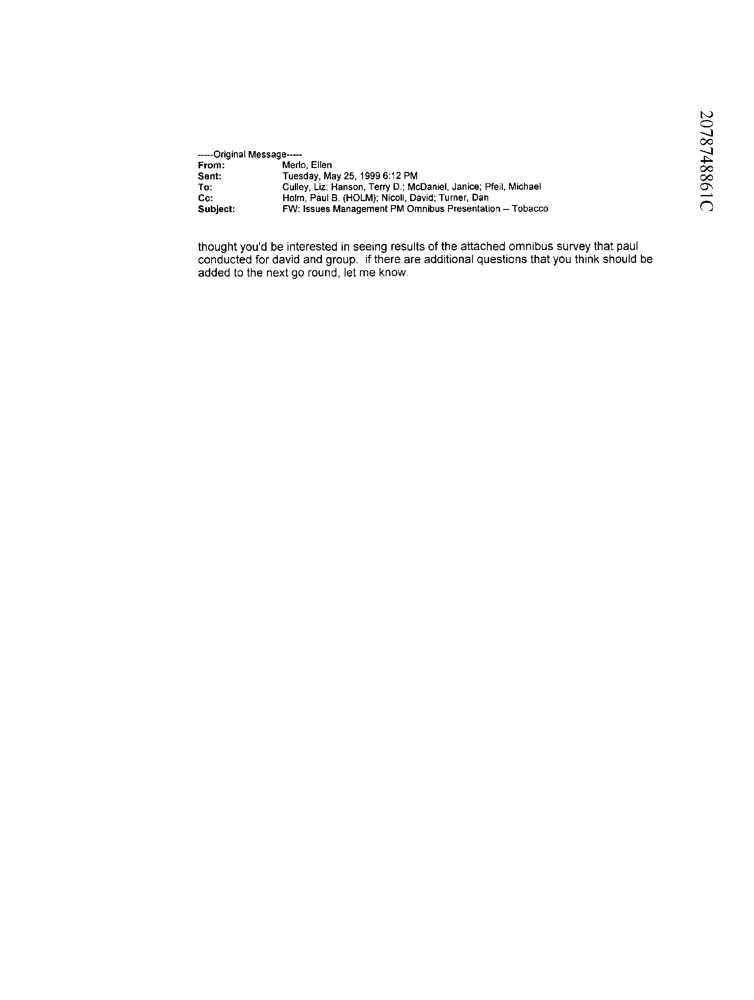 -----Original Message-----
From: Merlo, Ellen
Sent: Tuesday, May 25, 1999 6:12 PM
To: Culley, Liz; Hanson, Terry D.; McDaniel, Janice; Pfeil, Michael
Cc: Holm, Paul B. (HOLM); Nicoli, David; Turner, Dan
Subject: FW: Issues Management PM Omnibus Presentation -- Tobacco
thought you'd be interested in seeing results of the attached omnibus survey that paul
conducted for david and group. if there are additional questions that you think should be
added to the next go round, let me know.
2078748861C